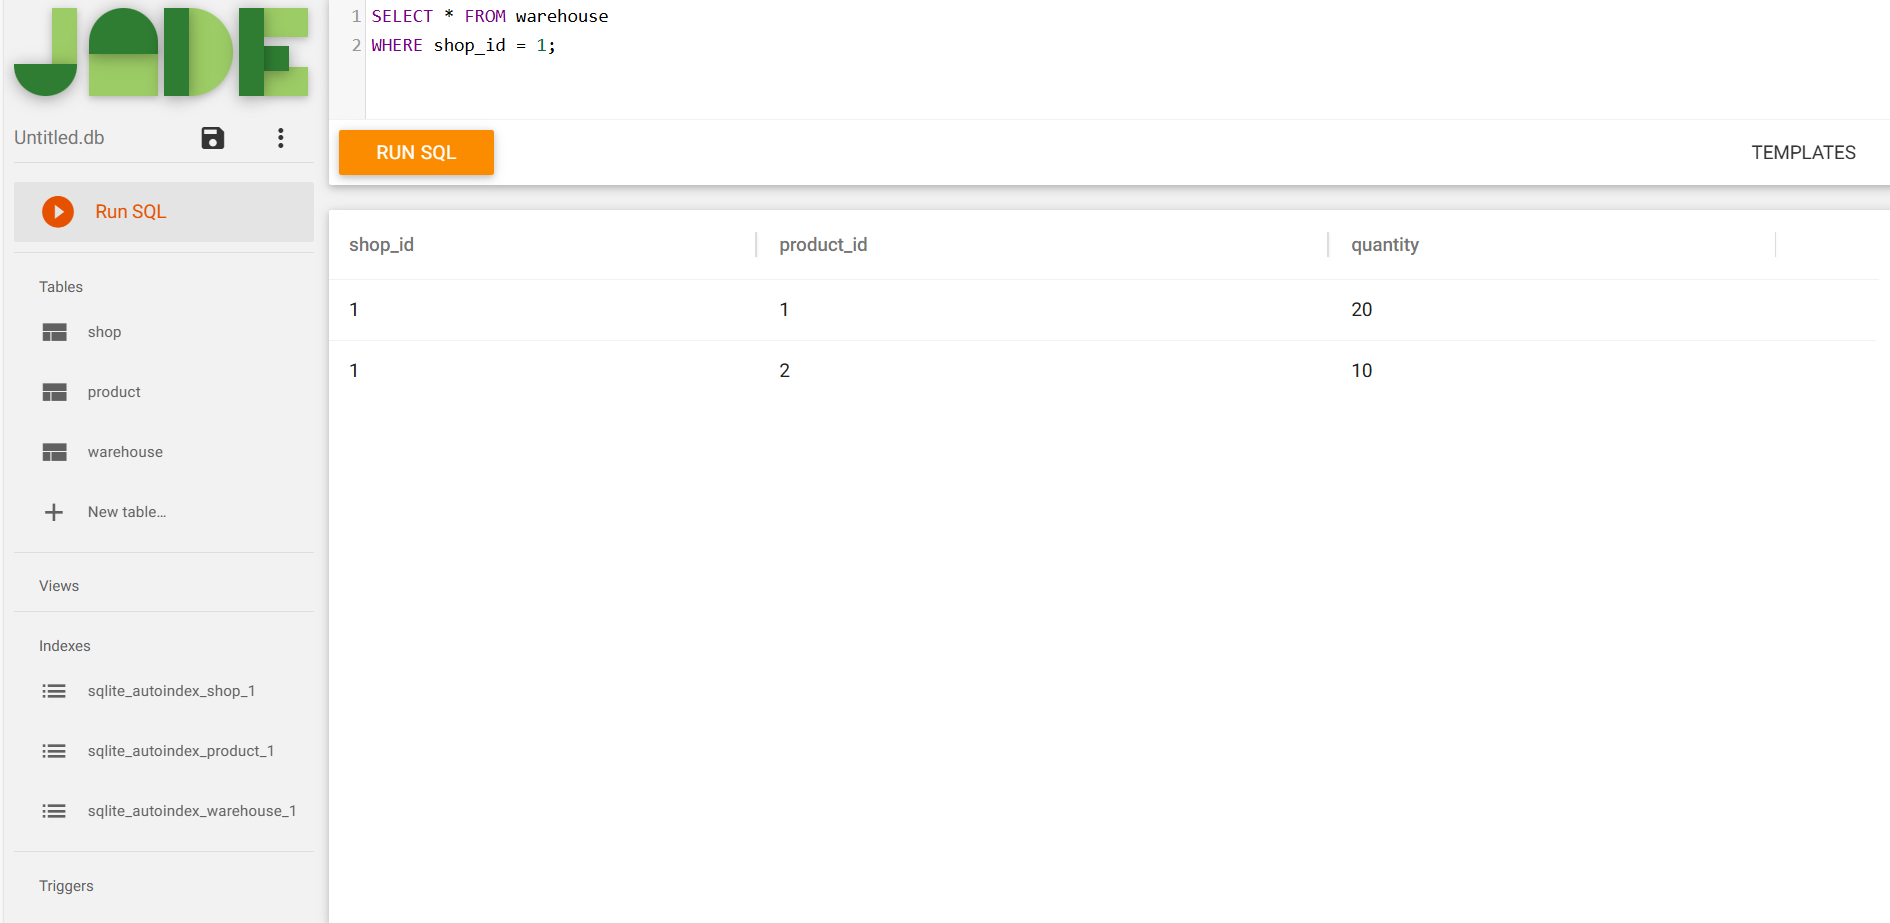 JADE
Untitled.db
Run SQL
Tables
shop
product
warehouse
New table...
Views
Indexes
sqlite_autoindex_shop_1
sqlite_autoindex_product_1
sqlite_autoindex_warehouse_1
Triggers
1 SELECT * FROM warehouse
2 WHERE shop_id = 1;
RUN SQL TEMPLATES
shop_id product_id quantity
1 1 20
1 2 10